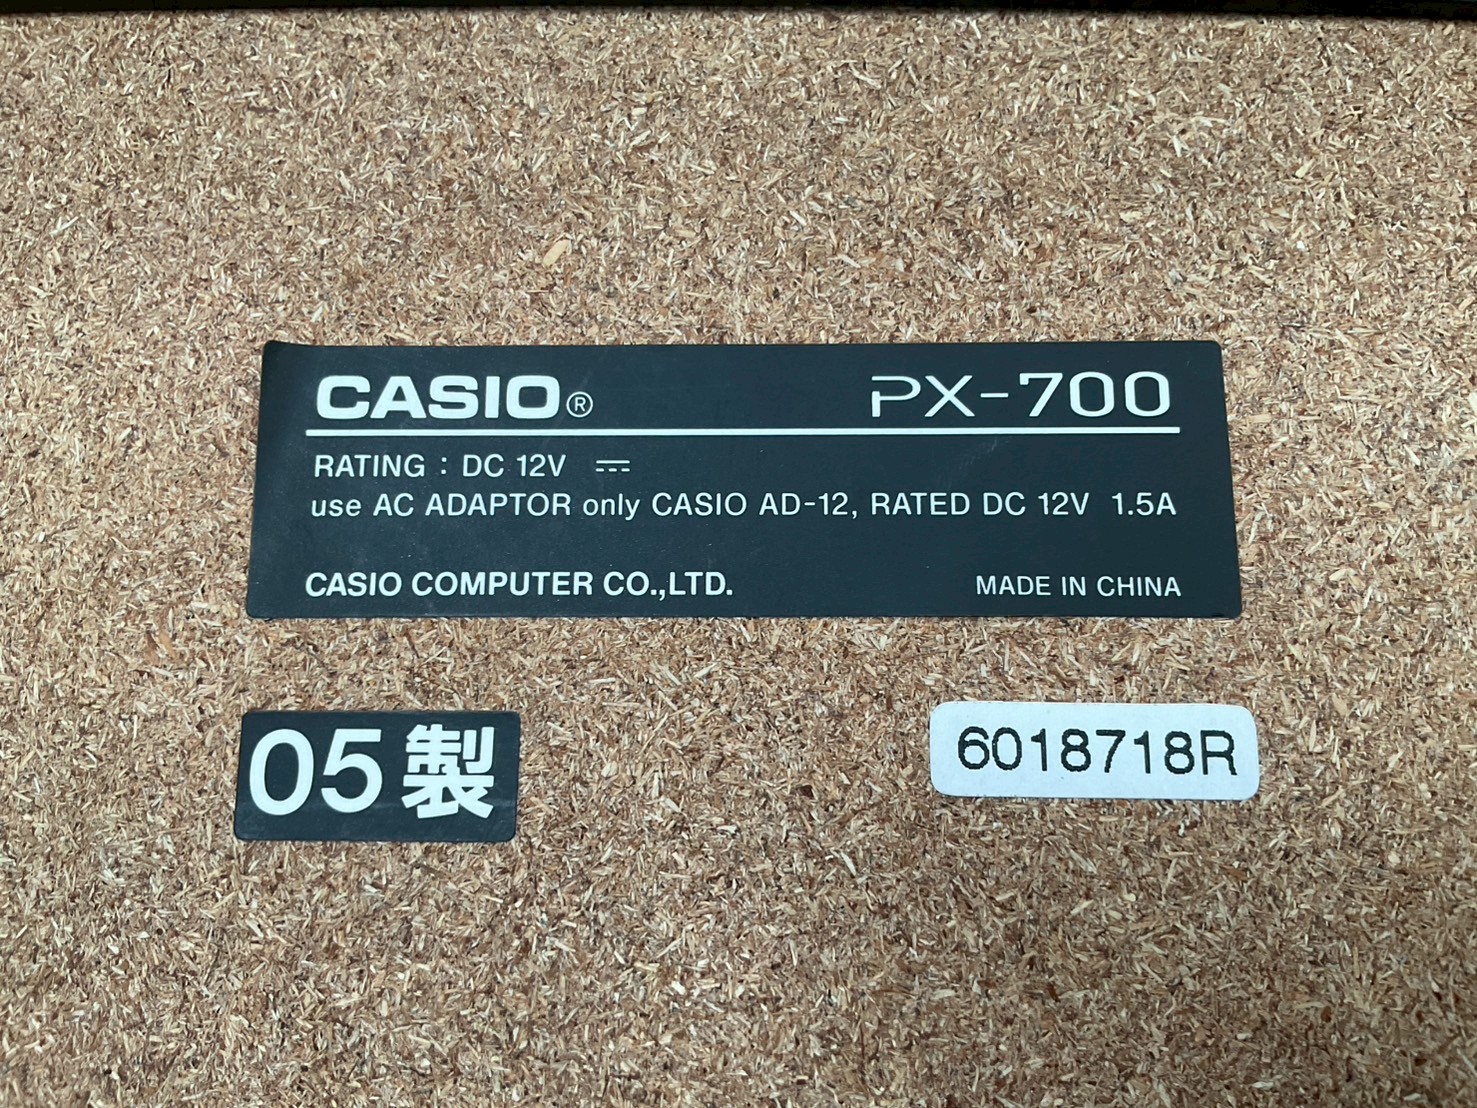 CASIO® PX-700
RATING : DC 12V ⎓
use AC ADAPTOR only CASIO AD-12, RATED DC 12V 1.5A
CASIO COMPUTER CO.,LTD. MADE IN CHINA
05製 6018718R